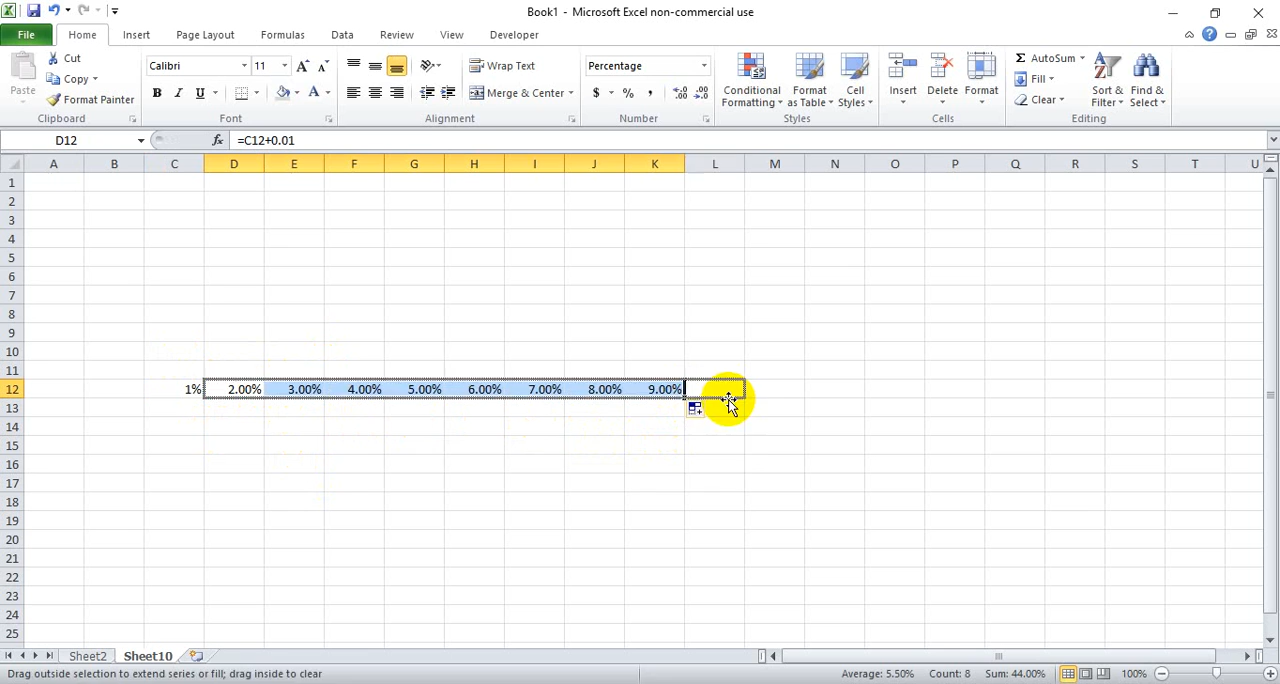 Book1 - Microsoft Excel non-commercial use
File Home Insert Page Layout Formulas Data Review View Developer
Paste
Cut
Copy
Format Painter
Clipboard
Calibri 11
Font
Wrap Text
Merge & Center
Alignment
Percentage
Number
Conditional Formatting
Format as Table
Cell Styles
Styles
Insert Delete Format
Cells
AutoSum
Fill
Clear
Sort & Filter
Find & Select
Editing
D12 fx =C12+0.01
A B C D E F G H I J K L M N O P Q R S T U
1
2
3
4
5
6
7
8
9
10
11
12 1% 2.00% 3.00% 4.00% 5.00% 6.00% 7.00% 8.00% 9.00%
13
14
15
16
17
18
19
20
21
22
23
24
25
Sheet2 Sheet10
Drag outside selection to extend series or fill; drag inside to clear Average: 5.50% Count: 8 Sum: 44.00% 100%